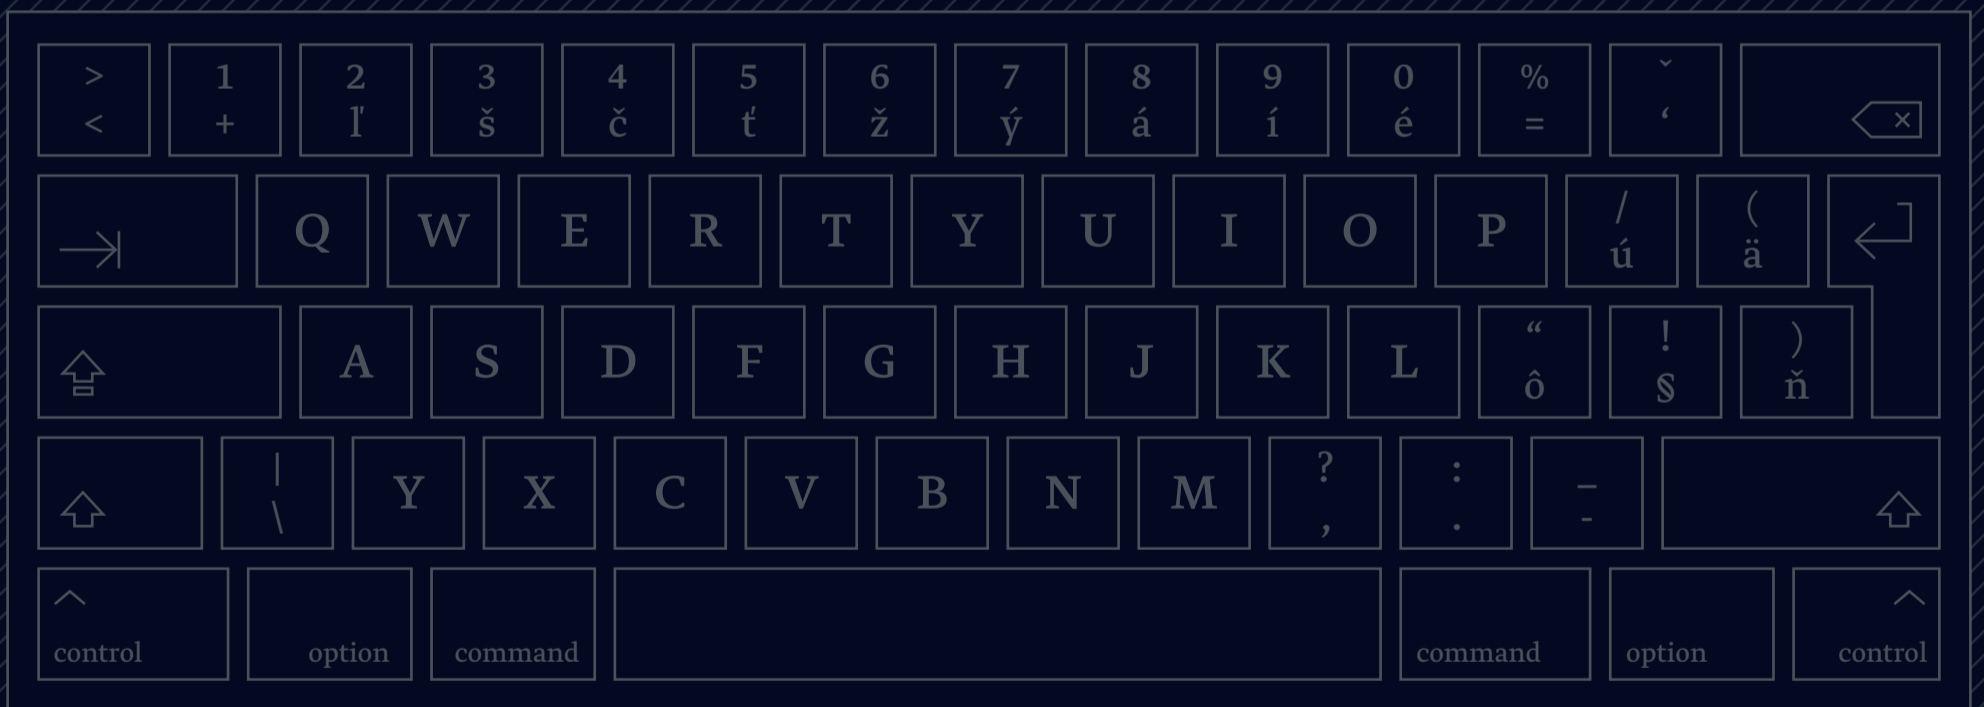 > 1 2 3 4 5 6 7 8 9 0 % ˇ
< + ľ š č ť ž ý á í é = ‘
Q W E R T Y U I O P / (
ú ä
A S D F G H J K L “ ! )
ô § ň
| Y X C V B N M ? : _
\ , . -
control option command command option control